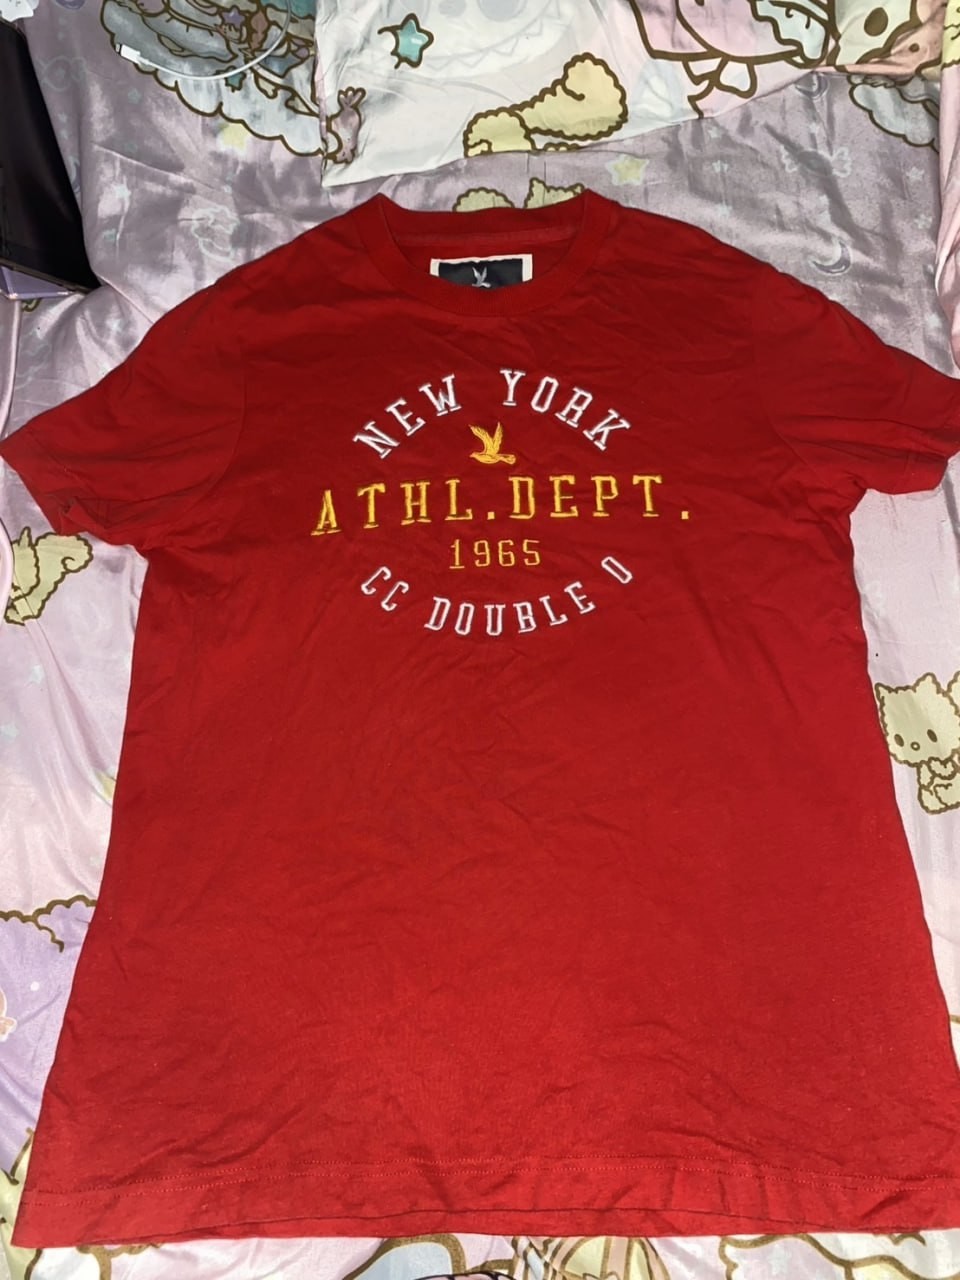 NEW YORK
ATHL.DEPT.
1965
CC DOUBLE O